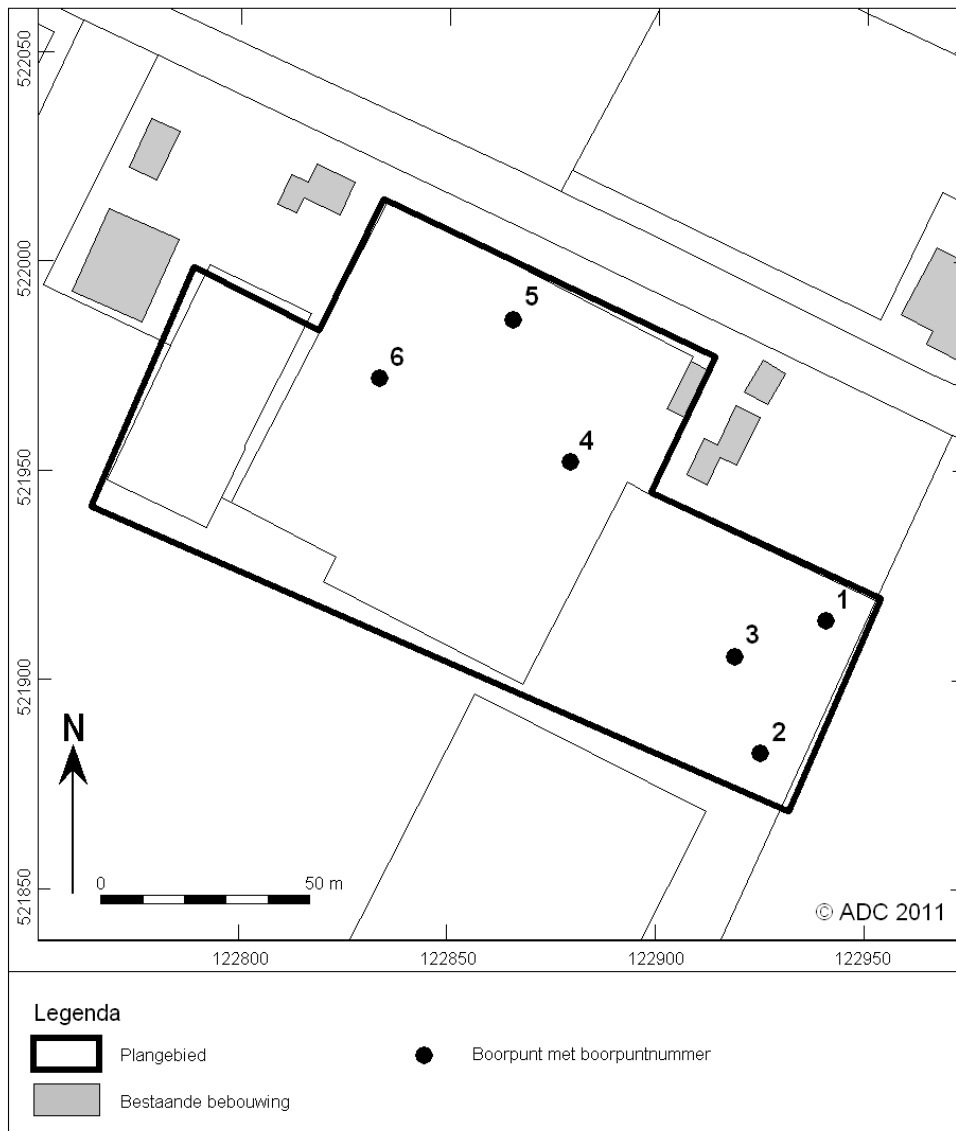 522050
522000
521950
521900
521850
5
6
4
1
3
2
N
0 50 m
© ADC 2011
122800 122850 122900 122950
Legenda
Plangebied
Boorpunt met boorpuntnummer
Bestaande bebouwing